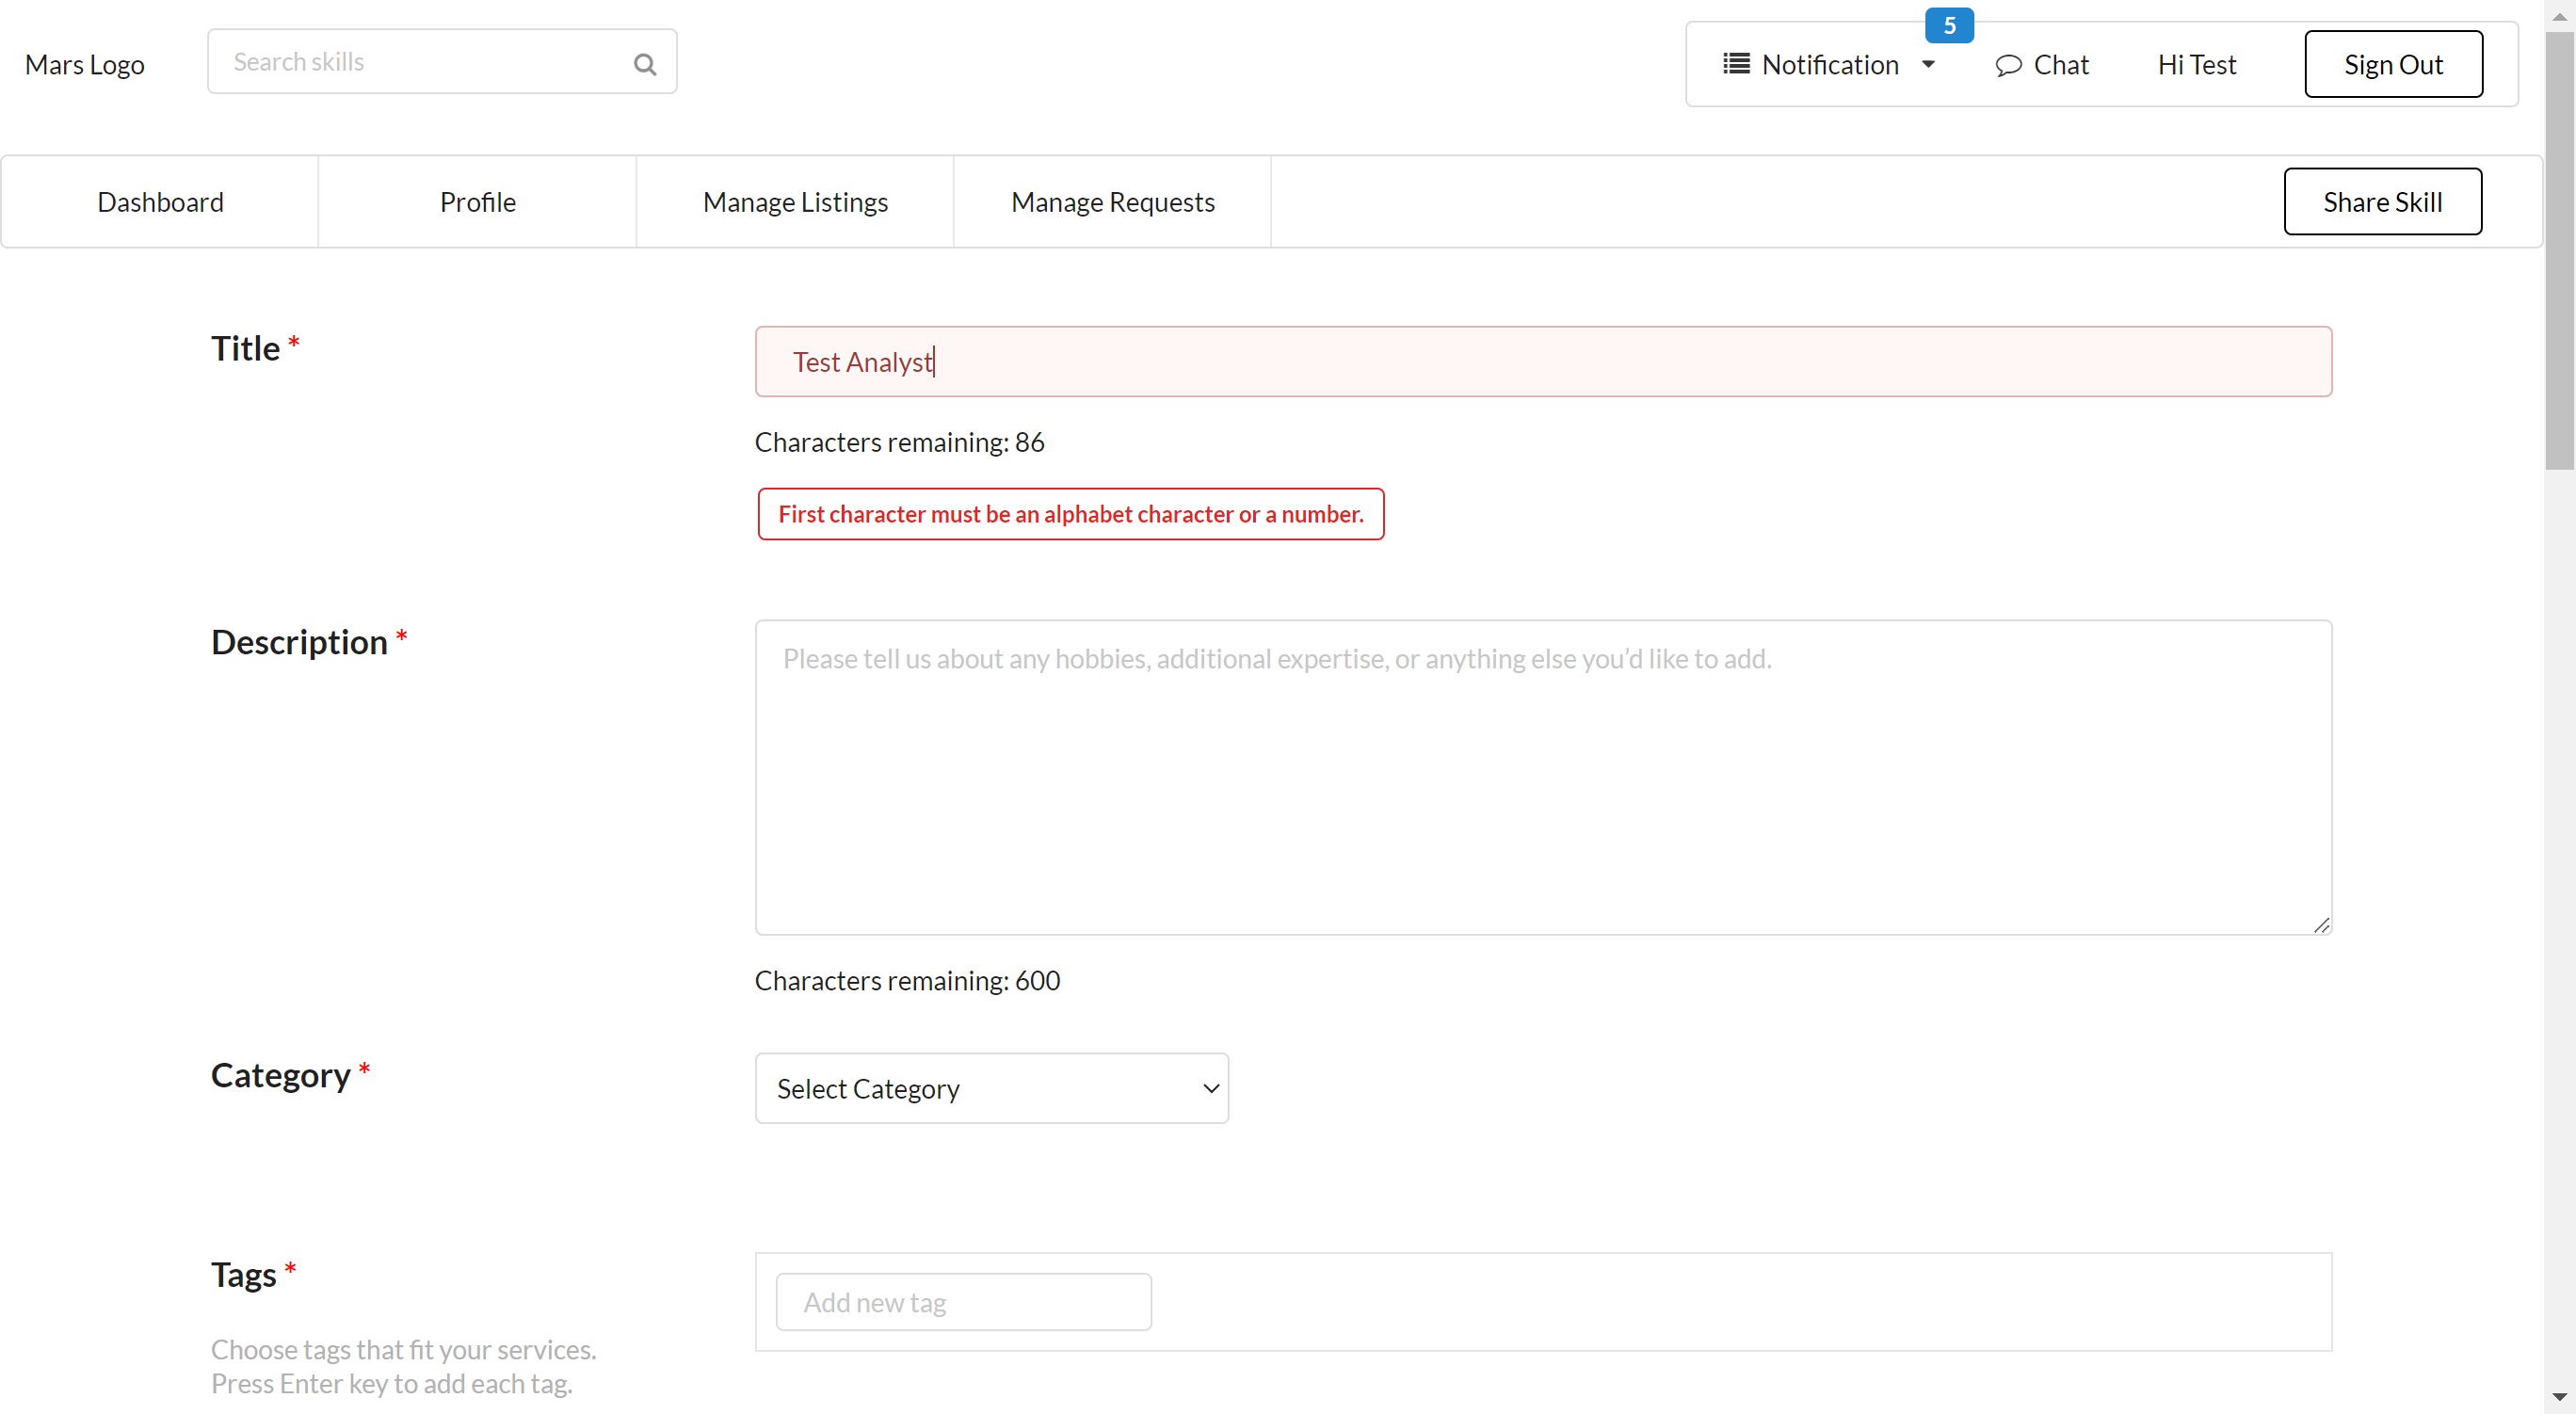 Mars Logo
Search skills
5
Notification
Chat
Hi Test
Sign Out
Dashboard
Profile
Manage Listings
Manage Requests
Share Skill
Title *
Test Analyst
Characters remaining: 86
First character must be an alphabet character or a number.
Description *
Please tell us about any hobbies, additional expertise, or anything else you’d like to add.
Characters remaining: 600
Category *
Select Category
Tags *
Add new tag
Choose tags that fit your services.
Press Enter key to add each tag.